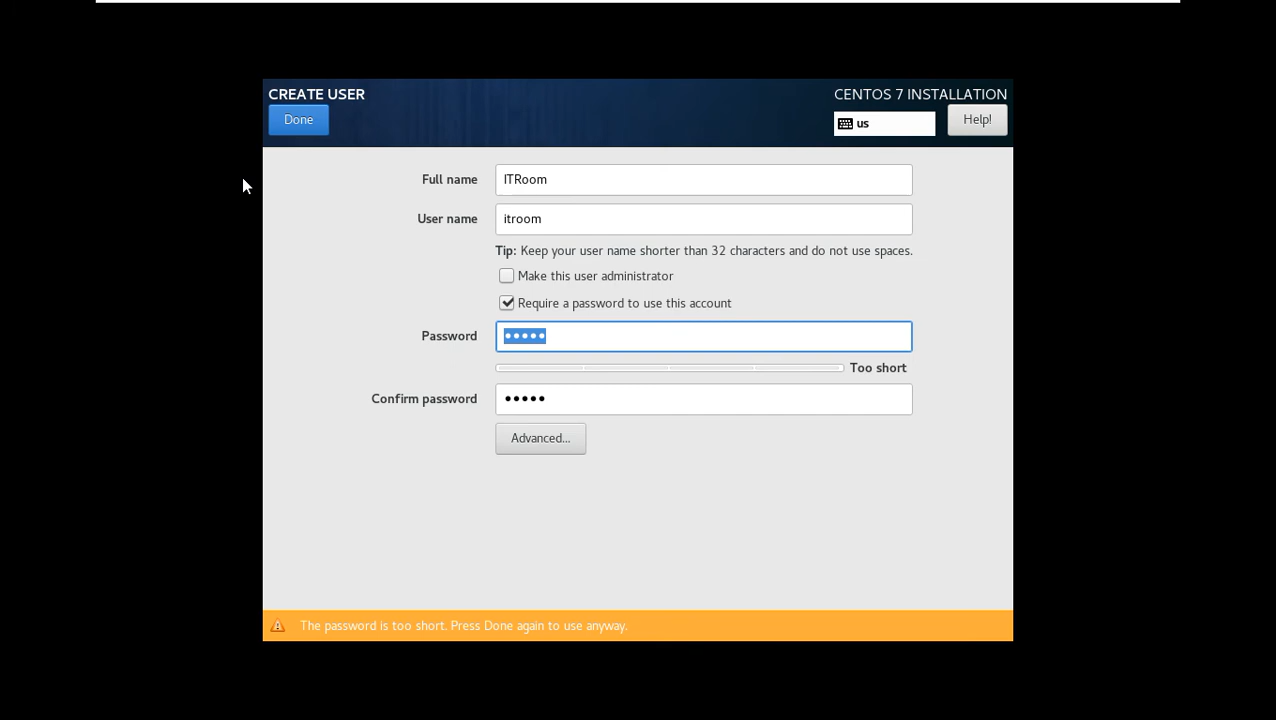 CREATE USER
CENTOS 7 INSTALLATION
Done
us
Help!
Full name
ITRoom
User name
itroom
Tip: Keep your user name shorter than 32 characters and do not use spaces.
Make this user administrator
Require a password to use this account
Password
•••••
Too short
Confirm password
•••••
Advanced...
The password is too short. Press Done again to use anyway.